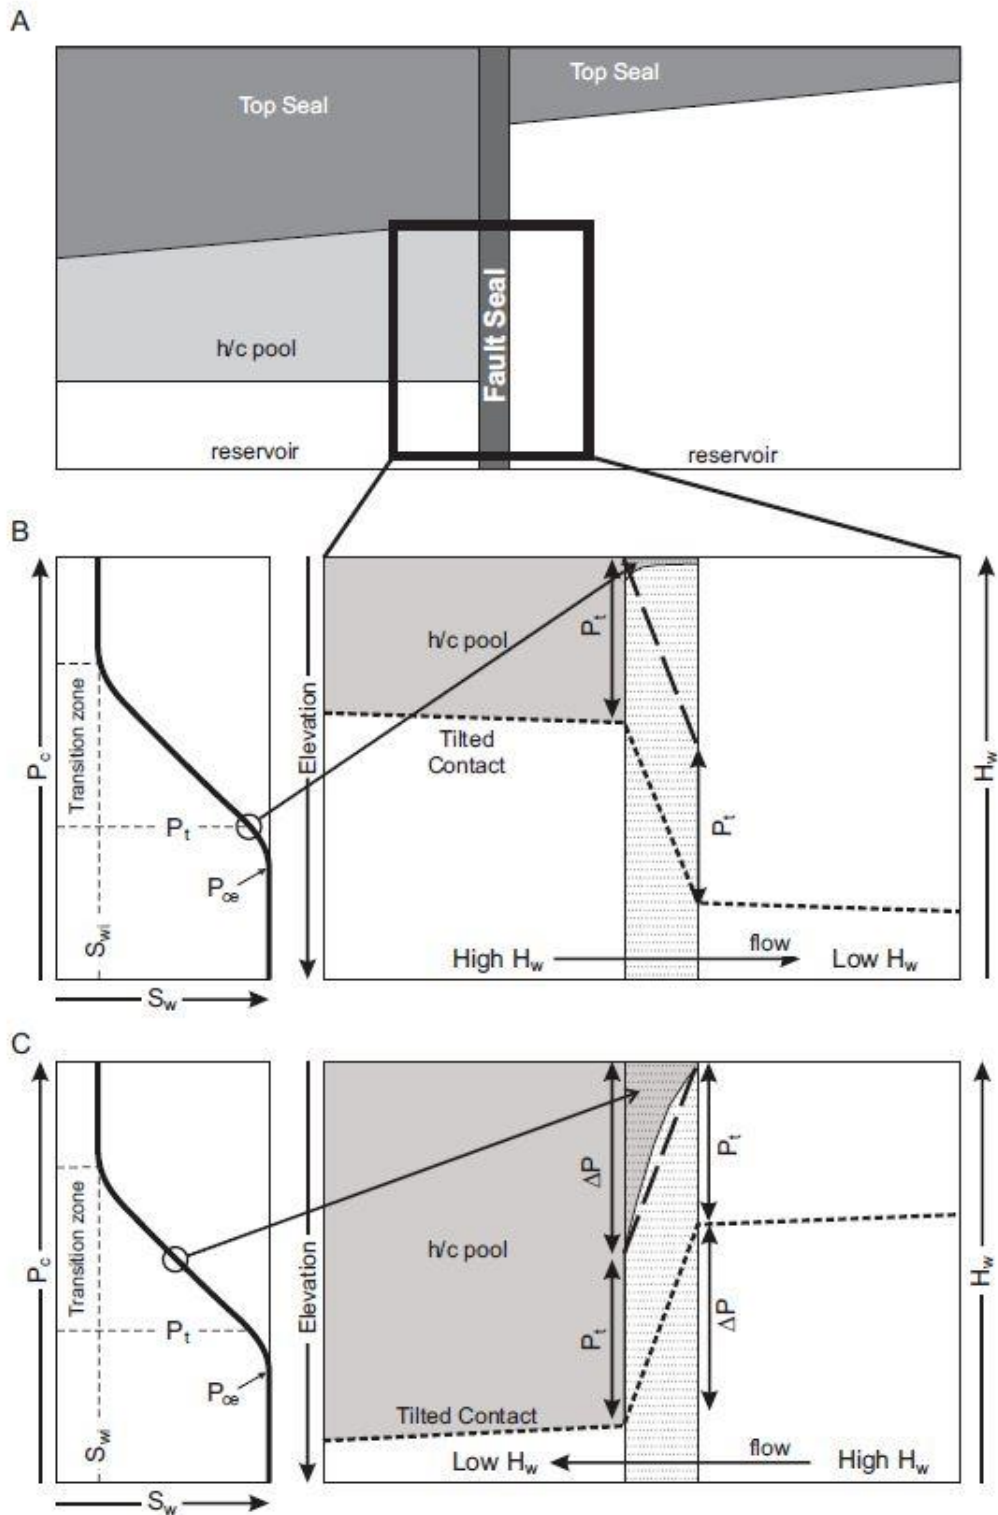 A
Top Seal
Top Seal
Fault Seal
h/c pool
reservoir
reservoir
B
Pc
Transition zone
Pt
Pce
Swi
Sw
Elevation
h/c pool
Pt
Tilted
Contact
Pt
flow
High Hw
Low Hw
Hw
C
Pc
Transition zone
Pt
Pce
Swi
Sw
Elevation
ΔP
h/c pool
Pt
Pt
ΔP
Tilted Contact
flow
Low Hw
High Hw
Hw